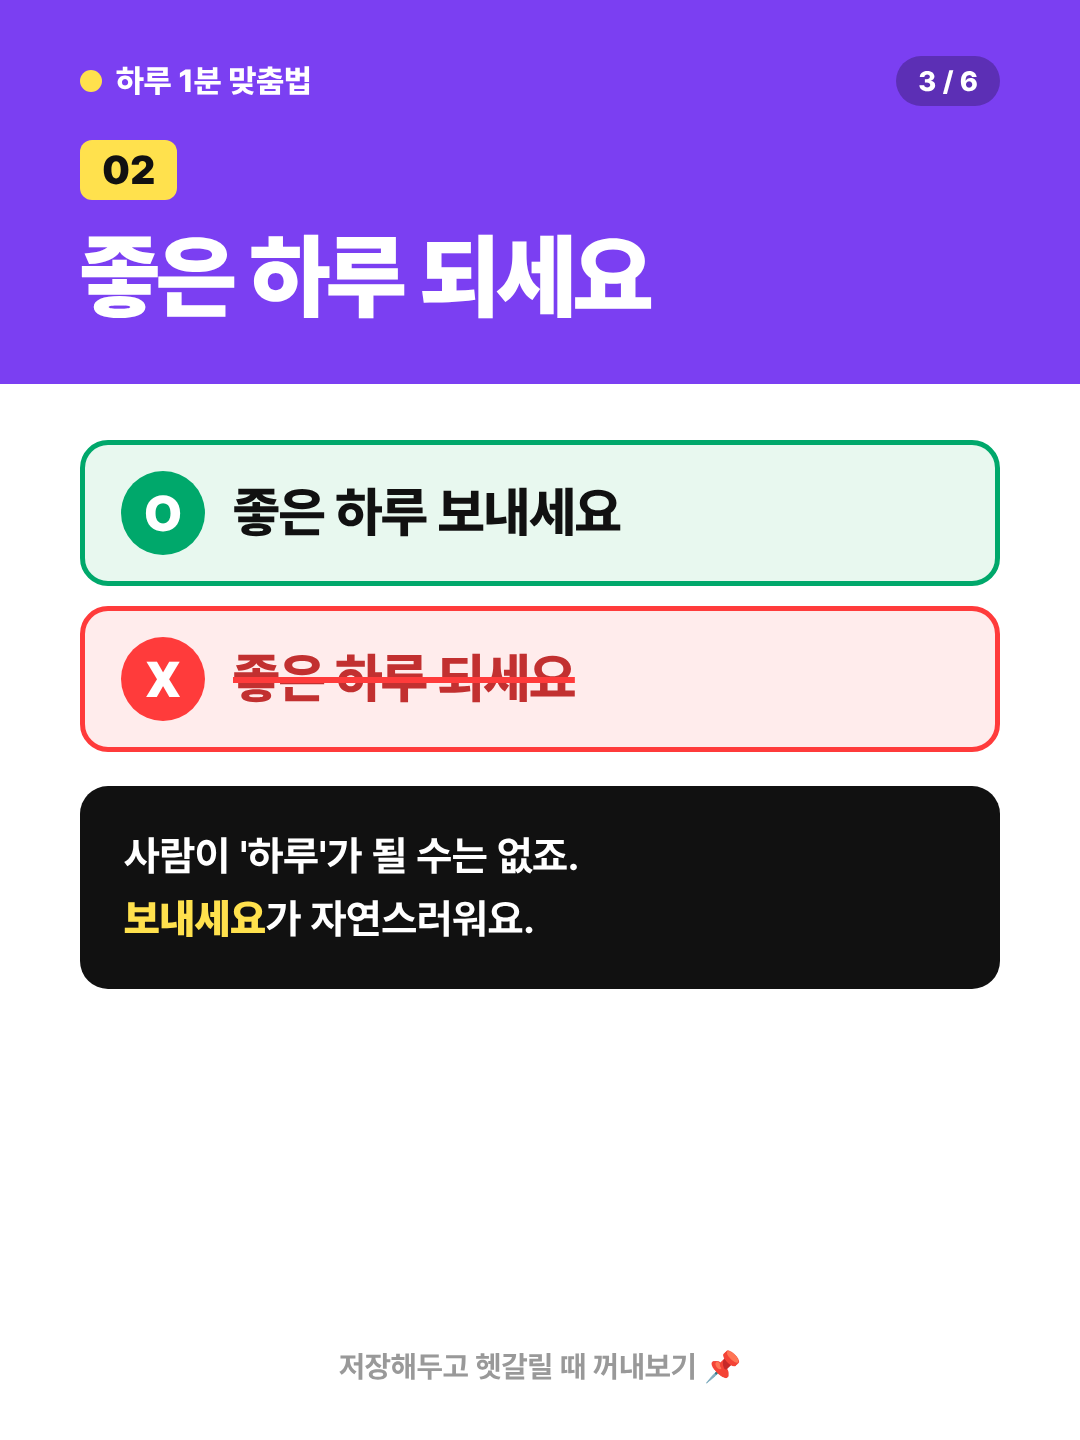 하루 1분 맞춤법
3 / 6
02
좋은 하루 되세요
O 좋은 하루 보내세요
X 좋은 하루 되세요
사람이 '하루'가 될 수는 없죠.
보내세요가 자연스러워요.
저장해두고 헷갈릴 때 꺼내보기 📌